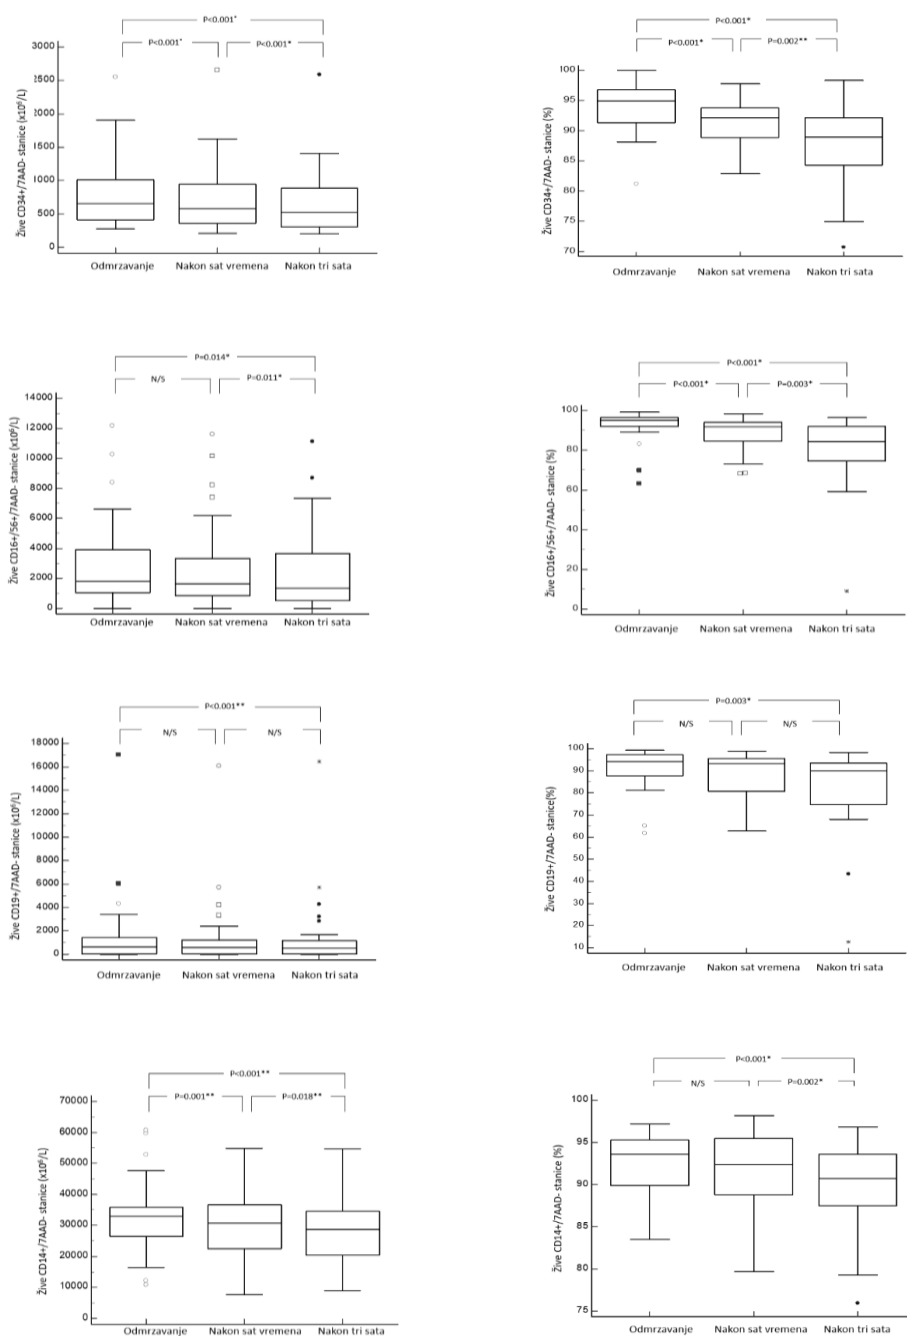 P<0.001*
P<0.001* P<0.001*
Žive CD34+/7AAD- stanice (x10⁶/L)
3000
2500
2000
1500
1000
500
0
Odmrzavanje Nakon sat vremena Nakon tri sata
P<0.001*
P<0.001* P=0.002**
Žive CD34+/7AAD- stanice (%)
100
95
90
85
80
75
70
Odmrzavanje Nakon sat vremena Nakon tri sata
P=0.014*
N/S P=0.011*
Žive CD16+/56+/7AAD- stanice (x10⁶/L)
14000
12000
10000
8000
6000
4000
2000
0
Odmrzavanje Nakon sat vremena Nakon tri sata
P<0.001*
P<0.001* P=0.003*
Žive CD16+/56+/7AAD- stanice (%)
100
80
60
40
20
0
Odmrzavanje Nakon sat vremena Nakon tri sata
P<0.001**
N/S N/S
Žive CD19+/7AAD- stanice (x10⁶/L)
18000
16000
14000
12000
10000
8000
6000
4000
2000
0
Odmrzavanje Nakon sat vremena Nakon tri sata
P=0.003*
N/S N/S
Žive CD19+/7AAD- stanice(%)
100
90
80
70
60
50
40
30
20
10
Odmrzavanje Nakon sat vremena Nakon tri sata
P<0.001**
P=0.001** P=0.018**
Žive CD14+/7AAD- stanice (x10⁶/L)
70000
60000
50000
40000
30000
20000
10000
0
Odmrzavanje Nakon sat vremena Nakon tri sata
P<0.001*
N/S P=0.002*
Žive CD14+/7AAD- stanice (%)
100
95
90
85
80
75
Odmrzavanje Nakon sat vremena Nakon tri sata